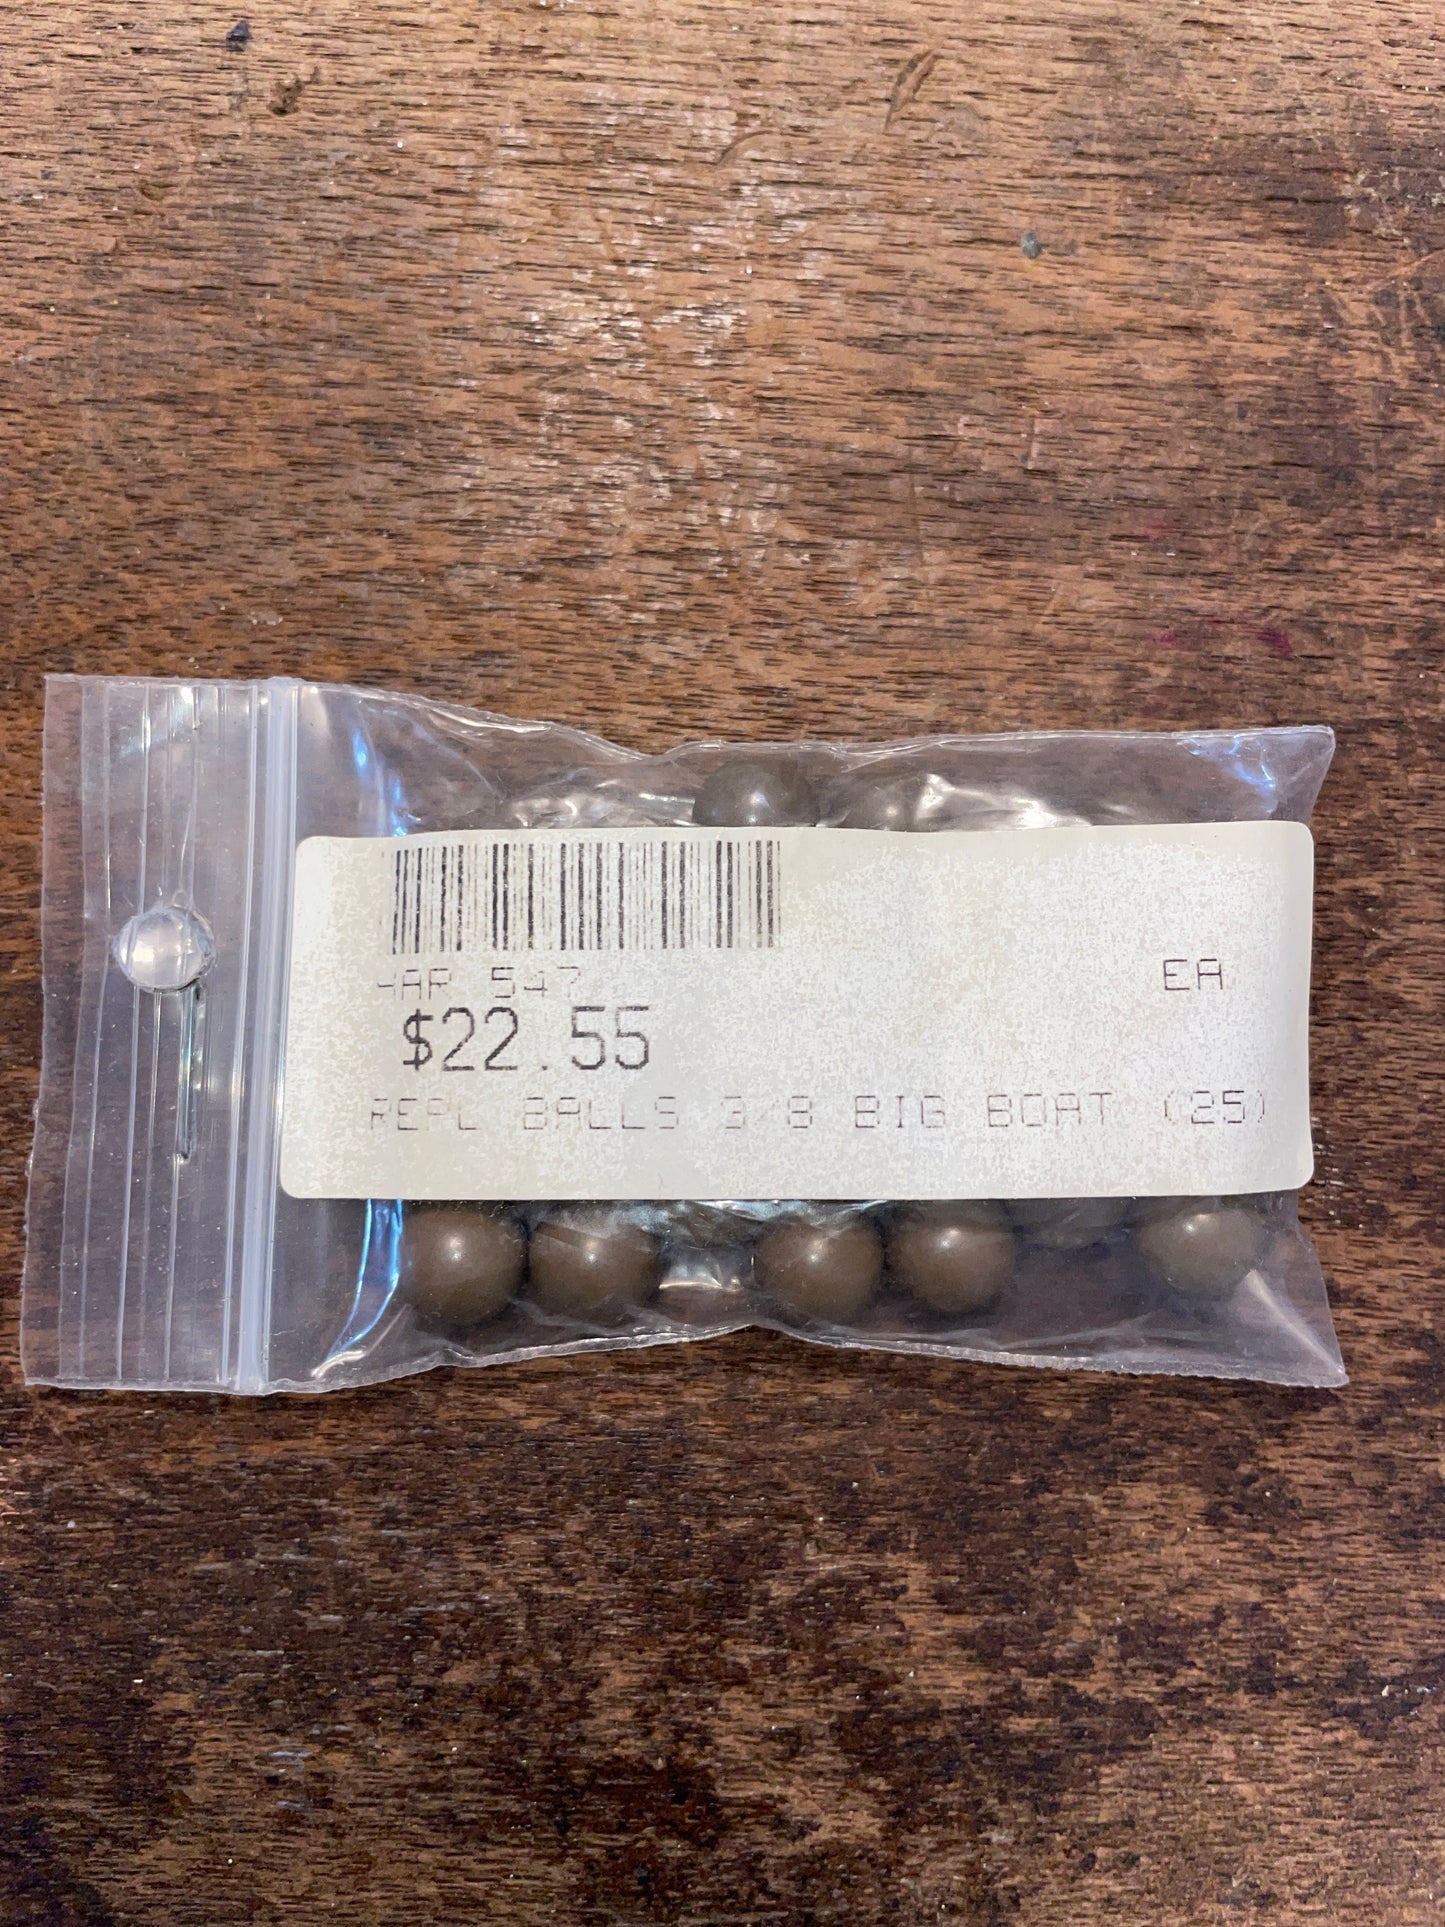 HAR 547 EA
$22.55
REPL BALLS 3/8 BIG BOAT (25)